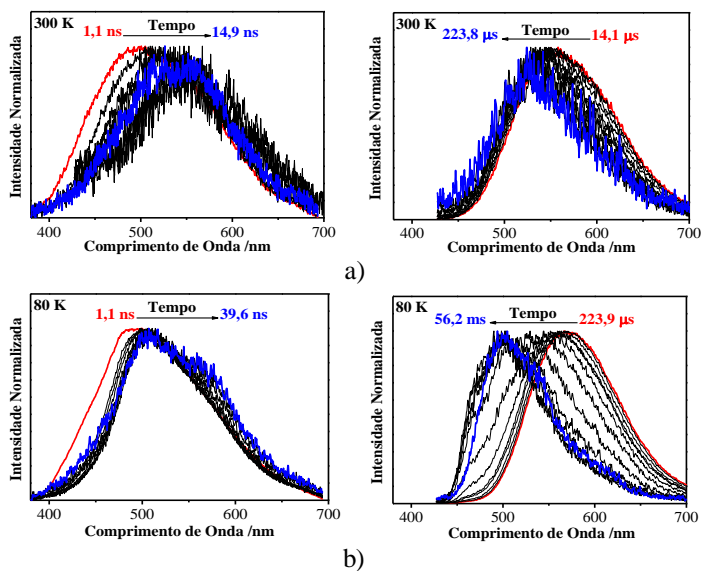 300 K
Tempo
1,1 ns
14,9 ns
Intensidade Normalizada
400 500 600 700
Comprimento de Onda /nm
300 K
Tempo
223,8 µs
14,1 µs
Intensidade Normalizada
400 500 600 700
Comprimento de Onda /nm
a)
80 K
Tempo
1,1 ns
39,6 ns
Intensidade Normalizada
400 500 600 700
Comprimento de Onda /nm
80 K
Tempo
56,2 ms
223,9 µs
Intensidade Normalizada
400 500 600 700
Comprimento de Onda /nm
b)